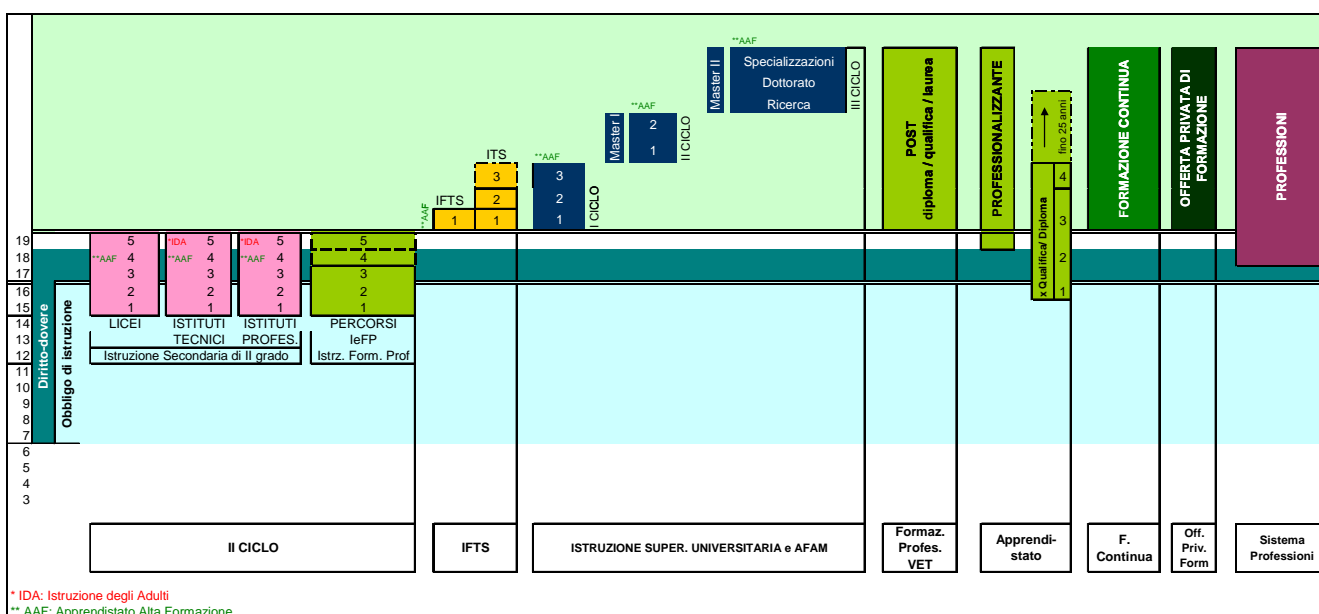 **AAF
Master II
Specializzazioni
Dottorato
Ricerca
III CICLO
**AAF
Master I
2
1
II CICLO
**AAF
3
2
1
I CICLO
ITS
3
2
1
IFTS
1
**AAF
POST
diploma / qualifica / laurea
PROFESSIONALIZZANTE
fino 25 anni
x Qualifica/ Diploma
4
3
2
1
FORMAZIONE CONTINUA
OFFERTA PRIVATA DI
FORMAZIONE
PROFESSIONI
19
18
17
16
15
14
13
12
11
10
9
8
7
6
5
4
3
Diritto-dovere
Obbligo di istruzione
5
**AAF 4
3
2
1
LICEI
*IDA 5
**AAF 4
3
2
1
ISTITUTI
TECNICI
*IDA 5
**AAF 4
3
2
1
ISTITUTI
PROFES.
Istruzione Secondaria di II grado
5
4
3
2
1
PERCORSI
IeFP
Istrz. Form. Prof
II CICLO
IFTS
ISTRUZIONE SUPER. UNIVERSITARIA e AFAM
Formaz.
Profes.
VET
Apprendi-
stato
F.
Continua
Off.
Priv.
Form
Sistema
Professioni
* IDA: Istruzione degli Adulti
** AAF: Apprendistato Alta Formazione